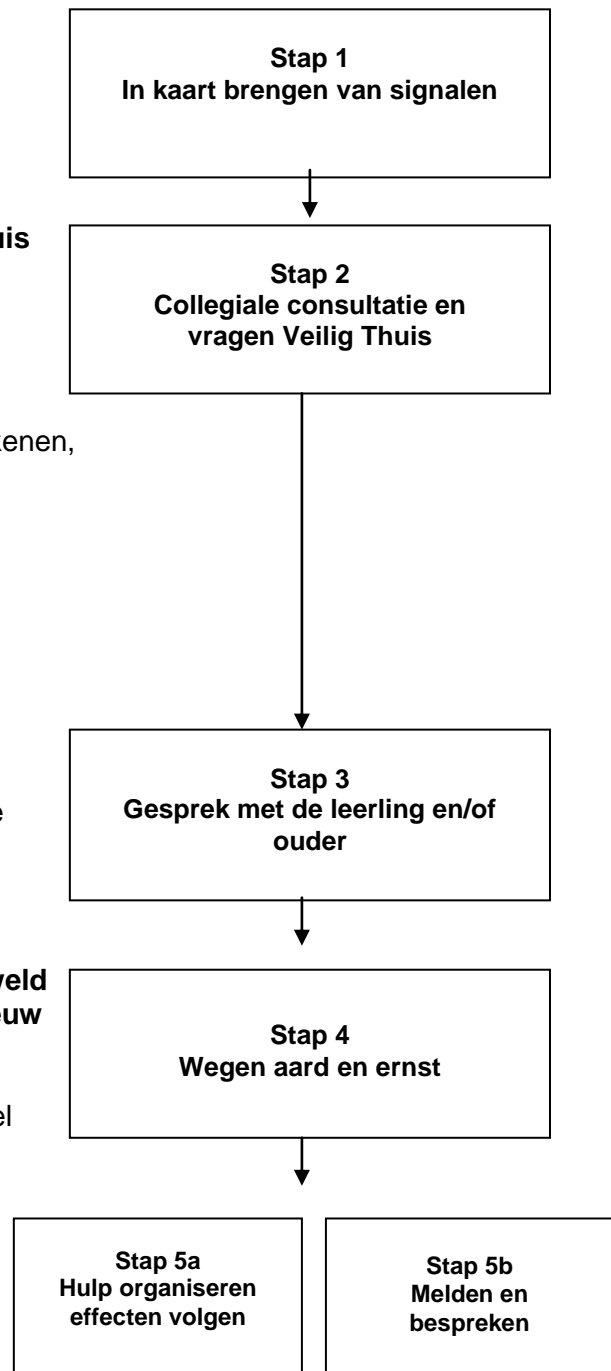 Stap 1
In kaart brengen van signalen
Stap 2
Collegiale consultatie en
vragen Veilig Thuis
Stap 3
Gesprek met de leerling en/of
ouder
Stap 4
Wegen aard en ernst
Stap 5a
Hulp organiseren
effecten volgen
Stap 5b
Melden en
bespreken